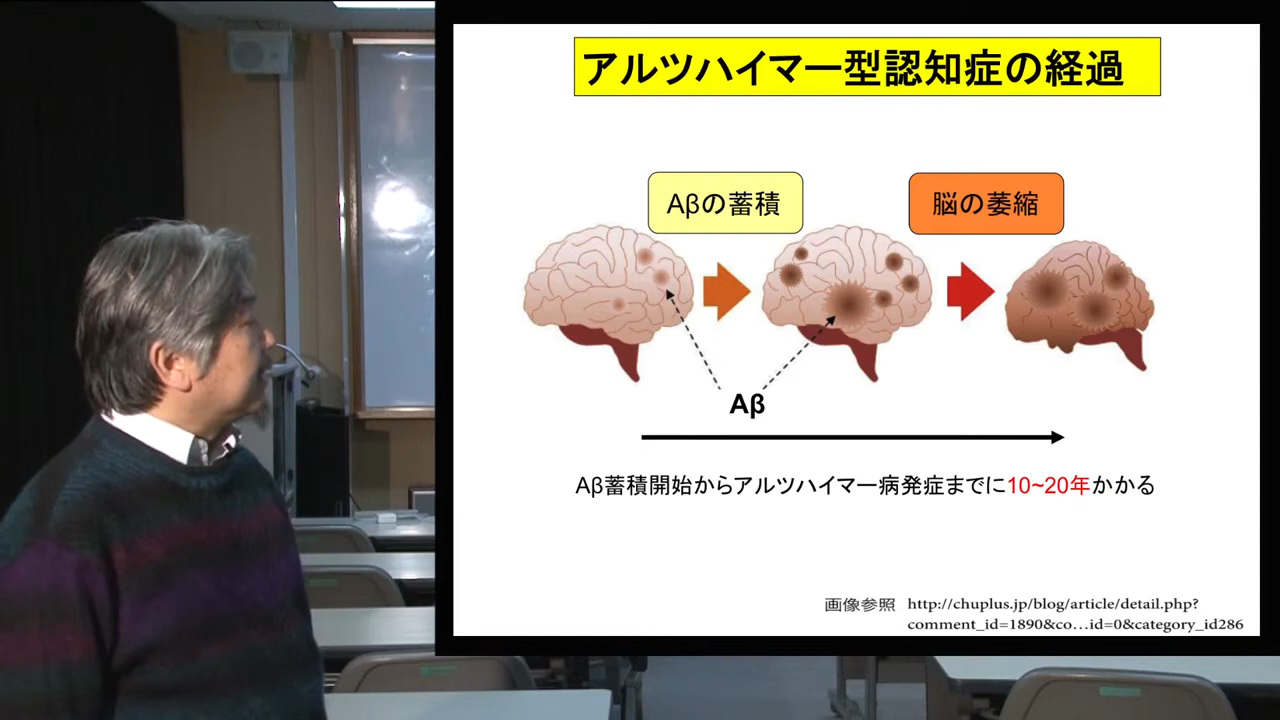 アルツハイマー型認知症の経過
Aβの蓄積
脳の萎縮
Aβ
Aβ蓄積開始からアルツハイマー病発症までに10~20年かかる
画像参照 http://chuplus.jp/blog/article/detail.php?
comment_id=1890&co…id=0&category_id286